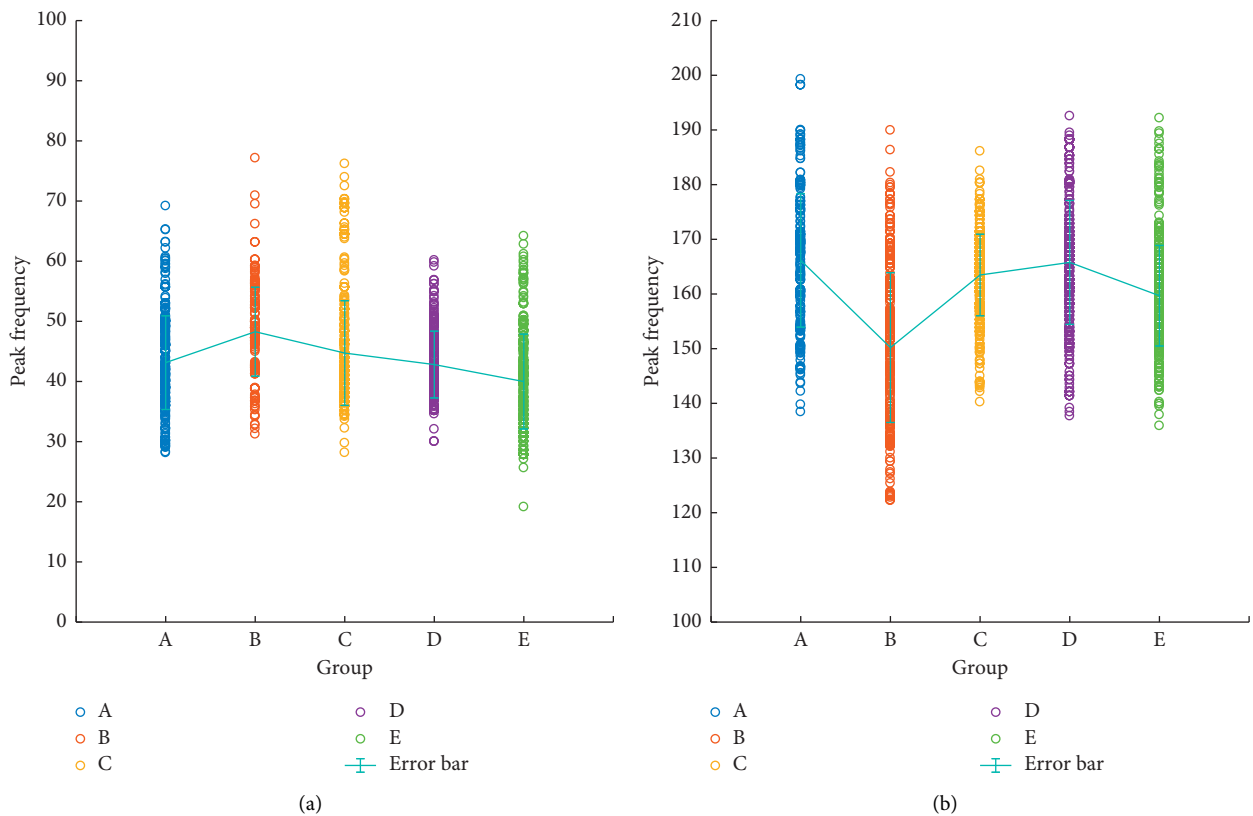 100
90
80
70
60
50
40
30
20
10
0
Peak frequency
A B C D E
Group
A
B
C
D
E
Error bar
(a)
210
200
190
180
170
160
150
140
130
120
110
100
Peak frequency
A B C D E
Group
A
B
C
D
E
Error bar
(b)